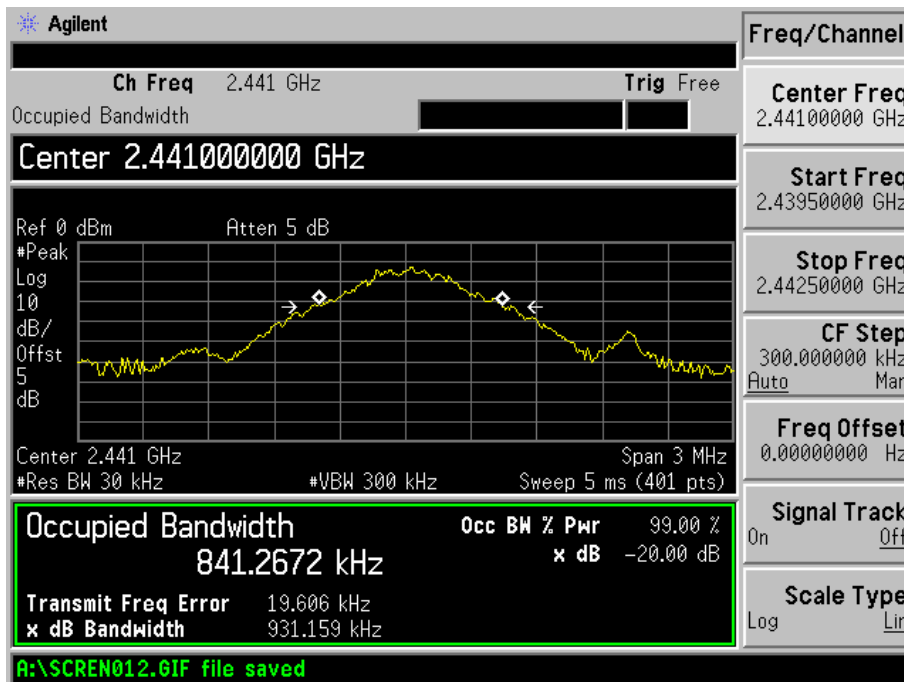 Agilent
Freq/Channel
Ch Freq 2.441 GHz Trig Free
Occupied Bandwidth
Center 2.441000000 GHz
Ref 0 dBm Atten 5 dB
#Peak
Log
10
dB/
Offst
5
dB
Center 2.441 GHz Span 3 MHz
#Res BW 30 kHz #VBW 300 kHz Sweep 5 ms (401 pts)
Occupied Bandwidth
841.2672 kHz
Occ BW % Pwr 99.00 %
x dB -20.00 dB
Transmit Freq Error 19.606 kHz
x dB Bandwidth 931.159 kHz
A:\SCREN012.GIF file saved
Center Freq
2.44100000 GHz
Start Freq
2.43950000 GHz
Stop Freq
2.44250000 GHz
CF Step
300.000000 kHz
Auto Man
Freq Offset
0.00000000 Hz
Signal Track
On Off
Scale Type
Log Lin